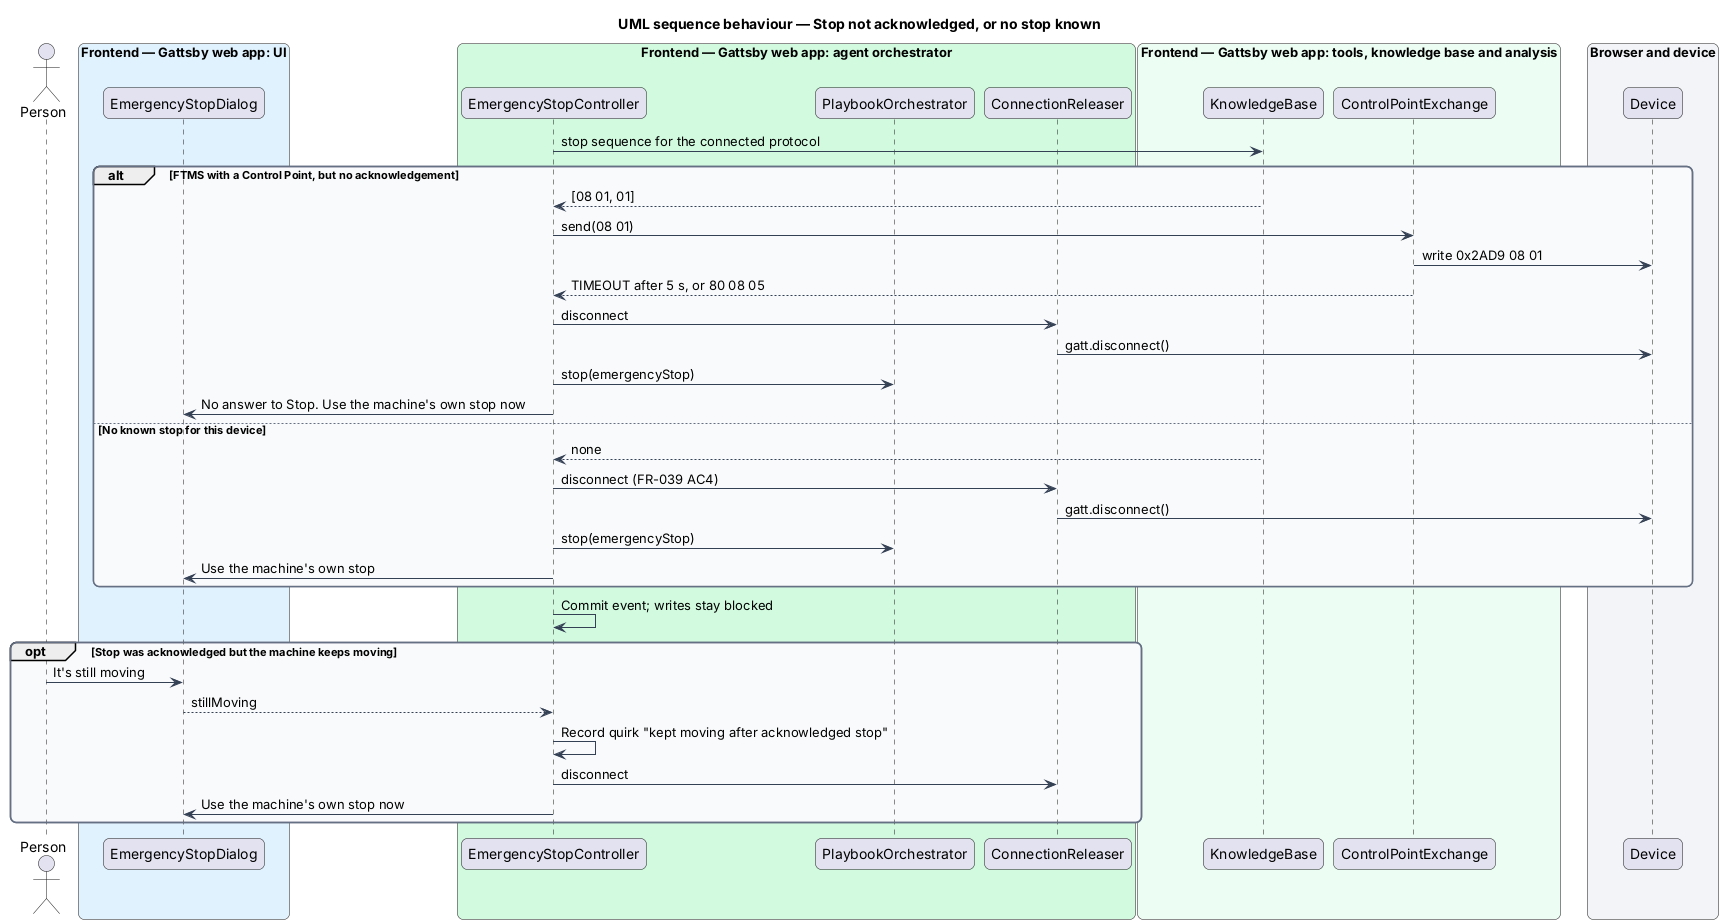 UML sequence behaviour — Stop not acknowledged, or no stop known
Frontend — Gattsby web app: UI
Frontend — Gattsby web app: agent orchestrator
Frontend — Gattsby web app: tools, knowledge base and analysis
Browser and device
Person
EmergencyStopDialog
EmergencyStopController
PlaybookOrchestrator
ConnectionReleaser
KnowledgeBase
ControlPointExchange
Device
stop sequence for the connected protocol
alt
[FTMS with a Control Point, but no acknowledgement]
[08 01, 01]
send(08 01)
write 0x2AD9 08 01
TIMEOUT after 5 s, or 80 08 05
disconnect
gatt.disconnect()
stop(emergencyStop)
No answer to Stop. Use the machine's own stop now
[No known stop for this device]
none
disconnect (FR-039 AC4)
gatt.disconnect()
stop(emergencyStop)
Use the machine's own stop
Commit event; writes stay blocked
opt
[Stop was acknowledged but the machine keeps moving]
It's still moving
stillMoving
Record quirk "kept moving after acknowledged stop"
disconnect
Use the machine's own stop now
Person
EmergencyStopDialog
EmergencyStopController
PlaybookOrchestrator
ConnectionReleaser
KnowledgeBase
ControlPointExchange
Device